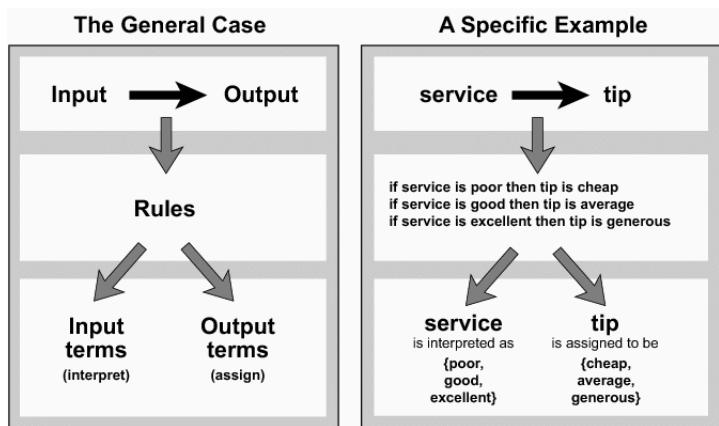 The General Case
Input Output
Rules
Input terms
(interpret)
Output terms
(assign)
A Specific Example
service tip
if service is poor then tip is cheap
if service is good then tip is average
if service is excellent then tip is generous
service
is interpreted as
{poor,
good,
excellent}
tip
is assigned to be
{cheap,
average,
generous}